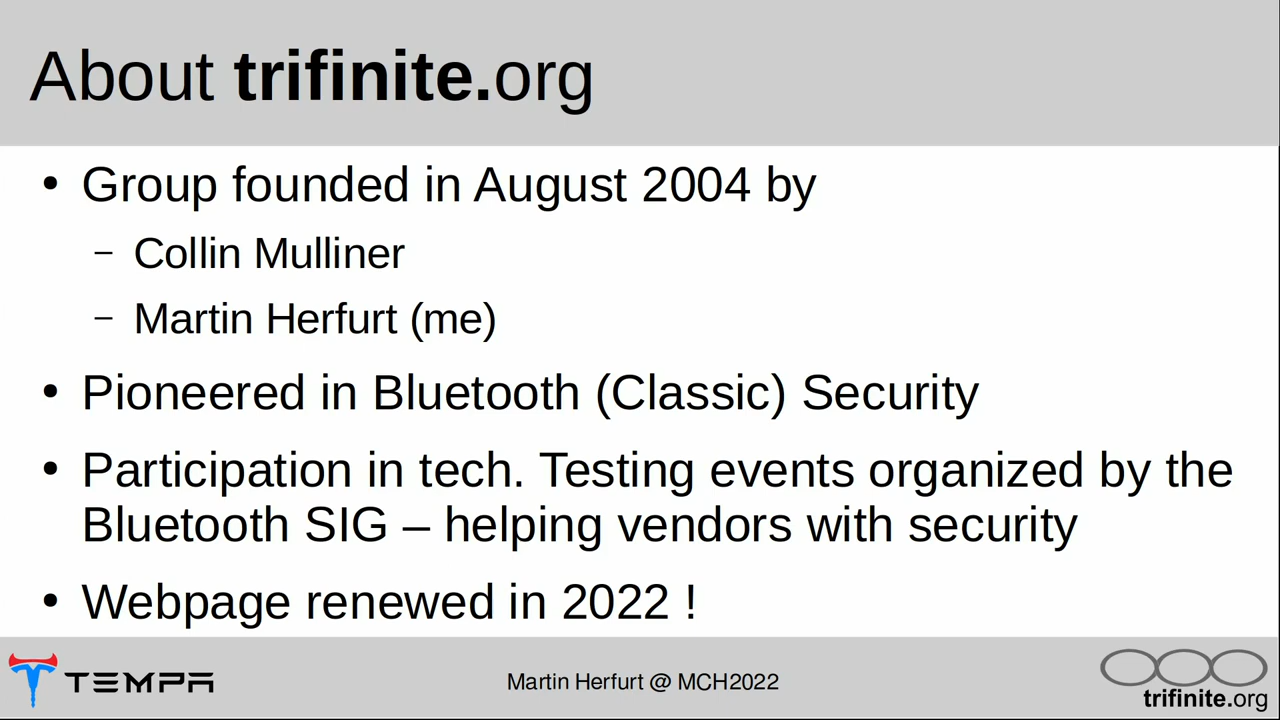 About trifinite.org
• Group founded in August 2004 by
– Collin Mulliner
– Martin Herfurt (me)
• Pioneered in Bluetooth (Classic) Security
• Participation in tech. Testing events organized by the
Bluetooth SIG – helping vendors with security
• Webpage renewed in 2022 !
TEMPA
Martin Herfurt @ MCH2022
trifinite.org